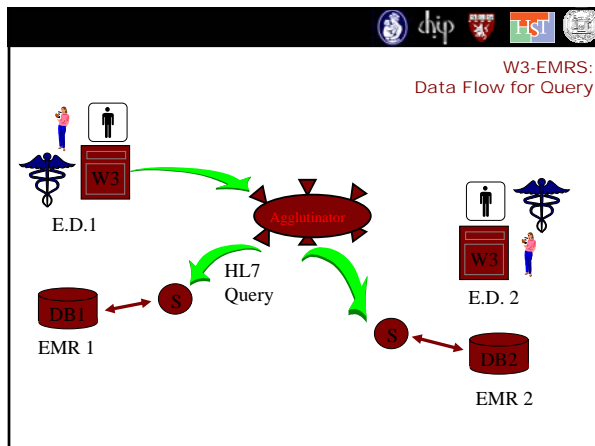 chip
HST
W3-EMRS:
Data Flow for Query
W3
E.D.1
Agglutinator
W3
E.D. 2
HL7
Query
S
DB1
EMR 1
S
DB2
EMR 2